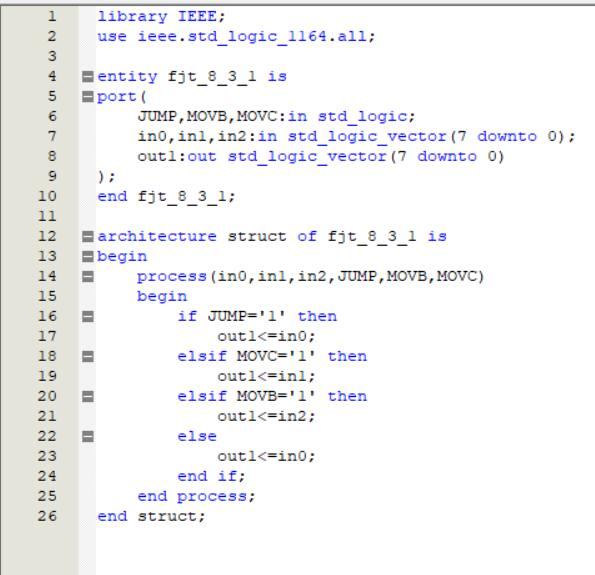 1 library IEEE;
2 use ieee.std_logic_1164.all;
3
4 entity fjt_8_3_1 is
5 port(
6 JUMP,MOVB,MOVC:in std_logic;
7 in0,in1,in2:in std_logic_vector(7 downto 0);
8 out1:out std_logic_vector(7 downto 0)
9 );
10 end fjt_8_3_1;
11
12 architecture struct of fjt_8_3_1 is
13 begin
14 process(in0,in1,in2,JUMP,MOVB,MOVC)
15 begin
16 if JUMP='1' then
17 out1<=in0;
18 elsif MOVC='1' then
19 out1<=in1;
20 elsif MOVB='1' then
21 out1<=in2;
22 else
23 out1<=in0;
24 end if;
25 end process;
26 end struct;